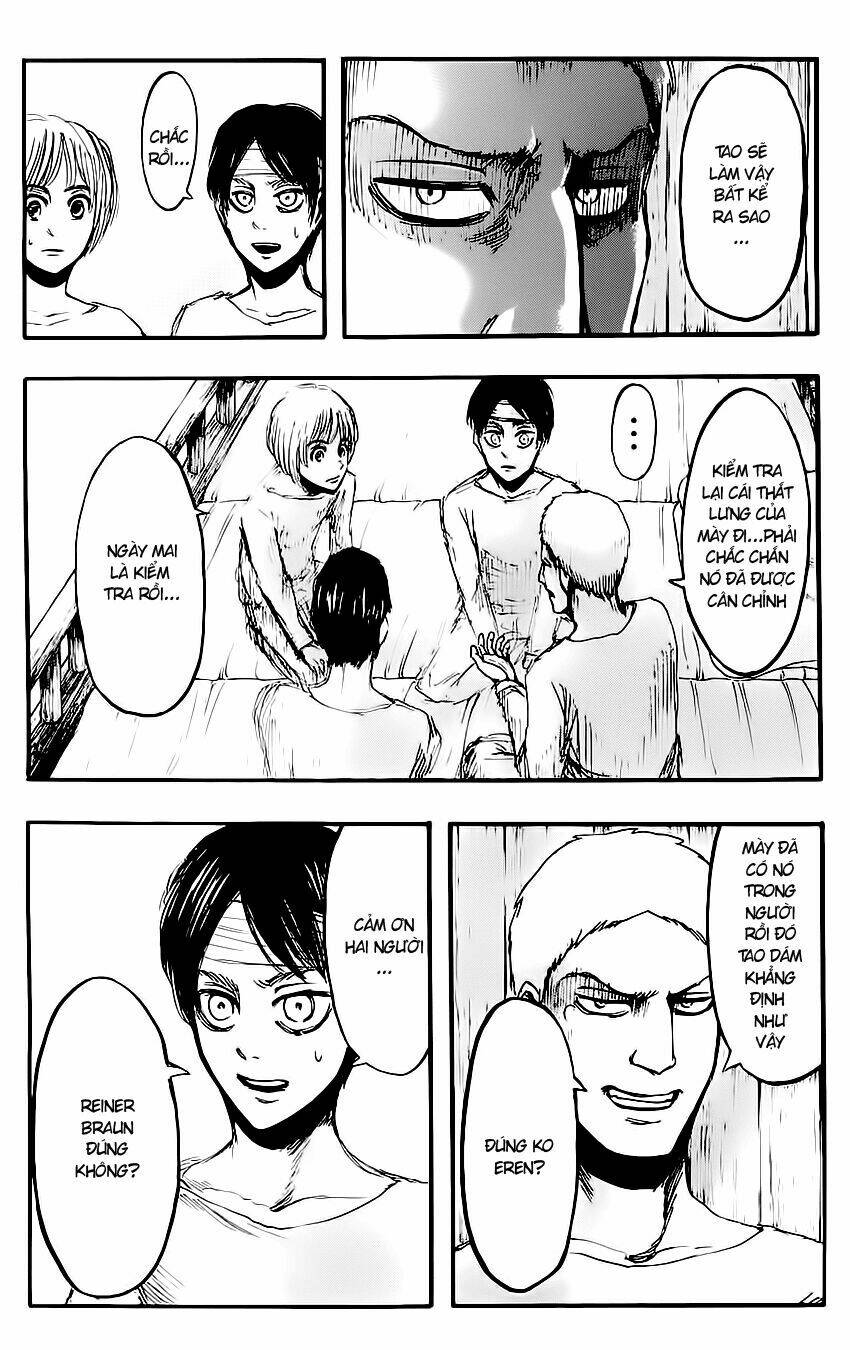 TAO SẼ
LÀM VẬY
BẤT KỂ
RA SAO
...
CHẮC
RỒI...
KIỂM TRA
LẠI CÁI THẮT
LƯNG CỦA
MÀY ĐI...PHẢI
CHẮC CHẮN
NÓ ĐÃ ĐƯỢC
CÂN CHỈNH
...
NGÀY MAI
LÀ KIỂM
TRA RỒI...
MÀY ĐÃ
CÓ NÓ
TRONG
NGƯỜI
RỒI ĐÓ
TAO DÁM
KHẲNG
ĐỊNH
NHƯ
VẬY
ĐÚNG KO
EREN?
CẢM ƠN
HAI NGƯỜI
...
REINER
BRAUN
ĐÚNG
KHÔNG?